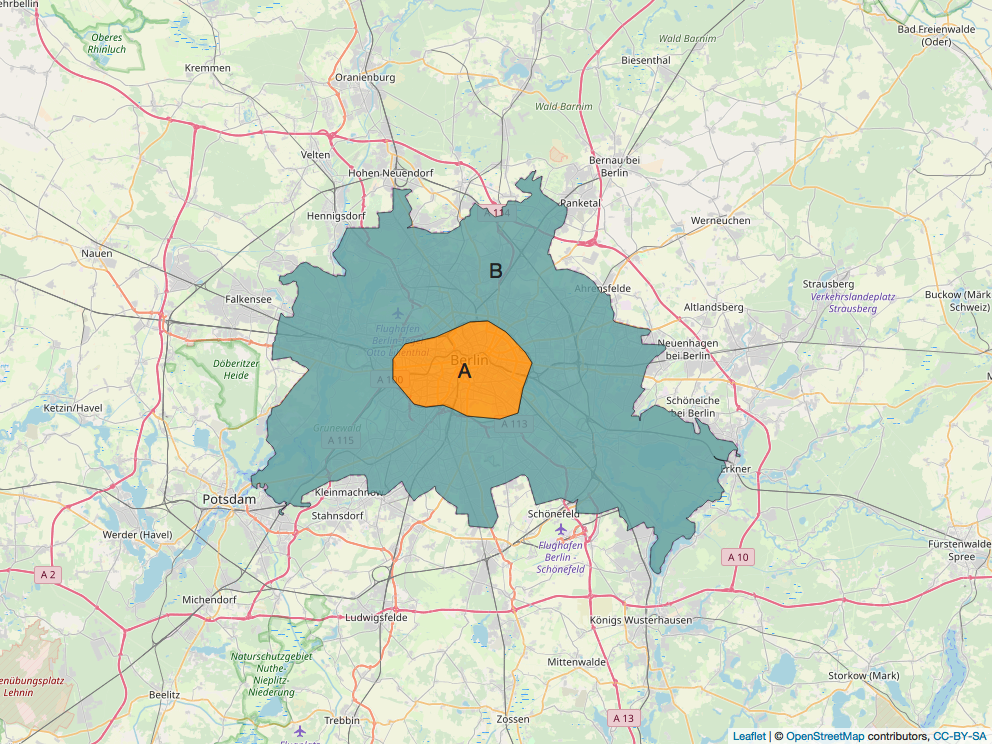 ehrbellin
Oberes
Rhinluch
Kremmen
Oranienburg
Wald Barnim
Biesenthal
Bad Freienwalde
(Oder)
Wald Barnim
Velten
Hohen Neuendorf
Bernau bei
Berlin
Hennigsdorf
A 114
Panketal
Werneuchen
Nauen
B
Falkensee
Ahrensfelde
Strausberg
Verkehrslandeplatz
Strausberg
Buckow (Märk
Schweiz)
Altlandsberg
Flughafen
Berlin-Te
Otto Lilienthal
Neuenhagen
bei Berlin
Berlin
A
A 100
Döberitzer
Heide
Ketzin/Havel
Schöneiche
bei Berlin
Grunewald
A 115
A 113
Erkner
Potsdam
Kleinmachnow
Stahnsdorf
Schönefeld
Werder (Havel)
Flughafen
Berlin -
Schönefeld
A 10
Fürstenwalde
Spree
A 2
Michendorf
Ludwigsfelde
Königs Wusterhausen
Naturschutzgebiet
Nuthe-
Nieplitz-
Niederung
Mittenwalde
Storkow (Mark)
enübungsplatz
Lehnin
Beelitz
Trebbin
Zossen
A 13
Leaflet | © OpenStreetMap contributors, CC-BY-SA